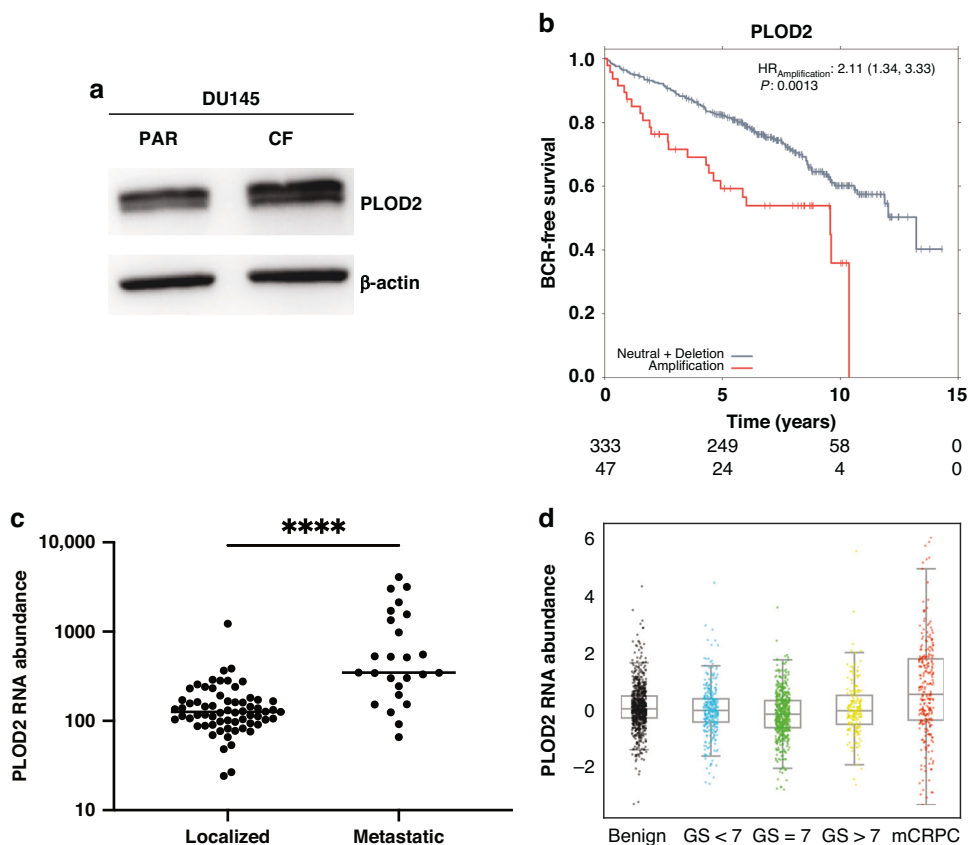 a
DU145
PAR CF
PLOD2
β-actin
b
PLOD2
HRAmplification: 2.11 (1.34, 3.33)
P: 0.0013
1.0
0.8
0.6
0.4
0.2
0.0
BCR-free survival
Neutral + Deletion
Amplification
0 5 10 15
Time (years)
333 249 58 0
47 24 4 0
c
****
10,000
1000
100
10
PLOD2 RNA abundance
Localized Metastatic
d
6
4
2
0
−2
PLOD2 RNA abundance
Benign GS < 7 GS = 7 GS > 7 mCRPC